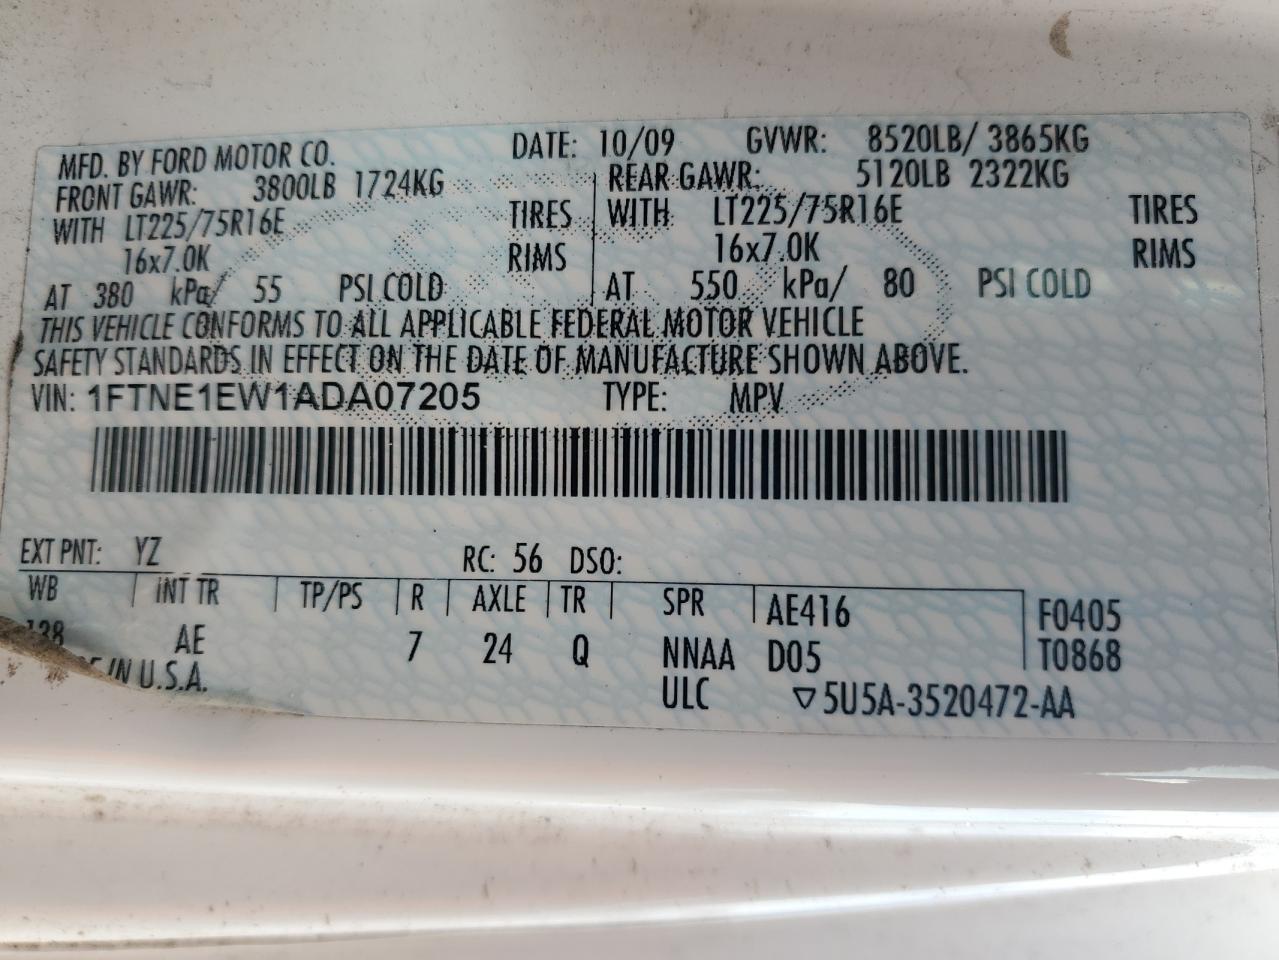 MFD. BY FORD MOTOR CO. DATE: 10/09 GVWR: 8520LB/ 3865KG
FRONT GAWR: 3800LB 1724KG REAR GAWR: 5120LB 2322KG
WITH LT225/75R16E TIRES WITH LT225/75R16E TIRES
16x7.0K RIMS 16x7.0K RIMS
AT 380 kPa/ 55 PSI COLD AT 550 kPa/ 80 PSI COLD
THIS VEHICLE CONFORMS TO ALL APPLICABLE FEDERAL MOTOR VEHICLE
SAFETY STANDARDS IN EFFECT ON THE DATE OF MANUFACTURE SHOWN ABOVE.
VIN: 1FTNE1EW1ADA07205 TYPE: MPV
EXT PNT: YZ RC: 56 DSO:
WB INT TR TP/PS R AXLE TR SPR AE416 F0405
138 AE 7 24 Q NNAA D05 T0868
IN U.S.A. ULC ▽5U5A-3520472-AA